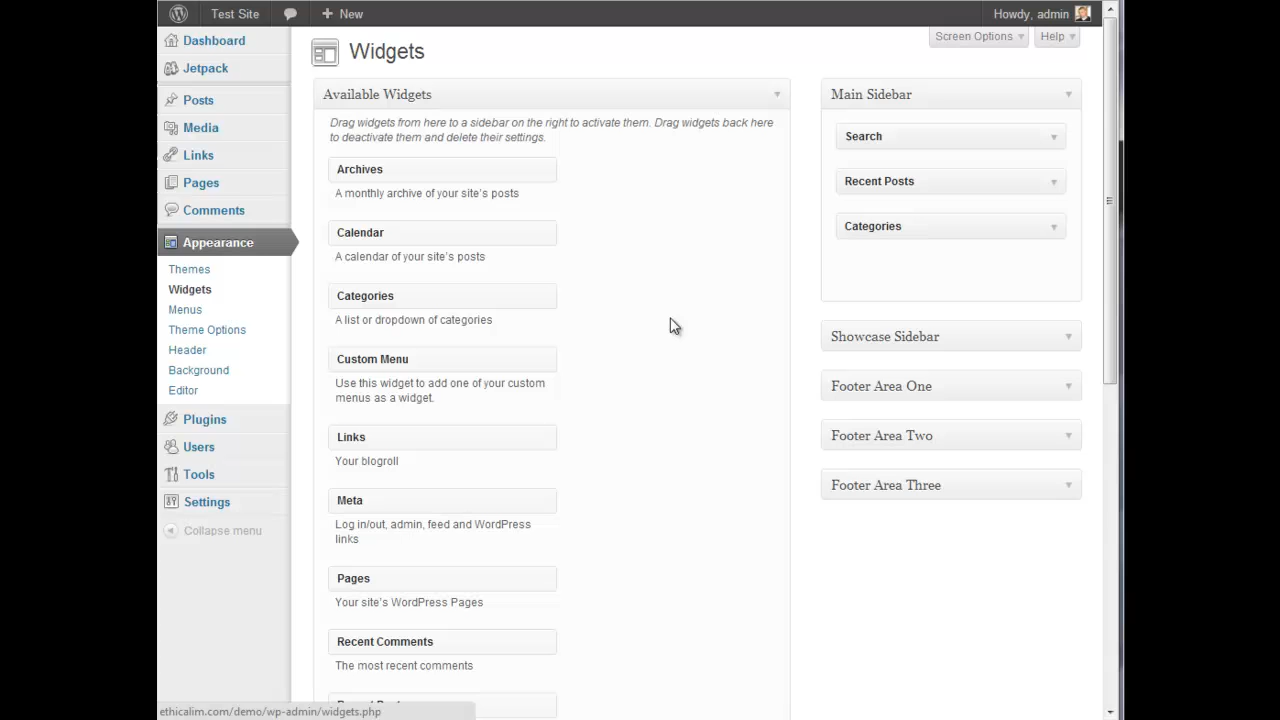 Test Site
New
Howdy, admin
Dashboard
Jetpack
Posts
Media
Links
Pages
Comments
Appearance
Themes
Widgets
Menus
Theme Options
Header
Background
Editor
Plugins
Users
Tools
Settings
Collapse menu
Screen Options
Help
Widgets
Available Widgets
Drag widgets from here to a sidebar on the right to activate them. Drag widgets back here
to deactivate them and delete their settings.
Archives
A monthly archive of your site's posts
Calendar
A calendar of your site's posts
Categories
A list or dropdown of categories
Custom Menu
Use this widget to add one of your custom
menus as a widget.
Links
Your blogroll
Meta
Log in/out, admin, feed and WordPress
links
Pages
Your site's WordPress Pages
Recent Comments
The most recent comments
Main Sidebar
Search
Recent Posts
Categories
Showcase Sidebar
Footer Area One
Footer Area Two
Footer Area Three
ethicalim.com/demo/wp-admin/widgets.php